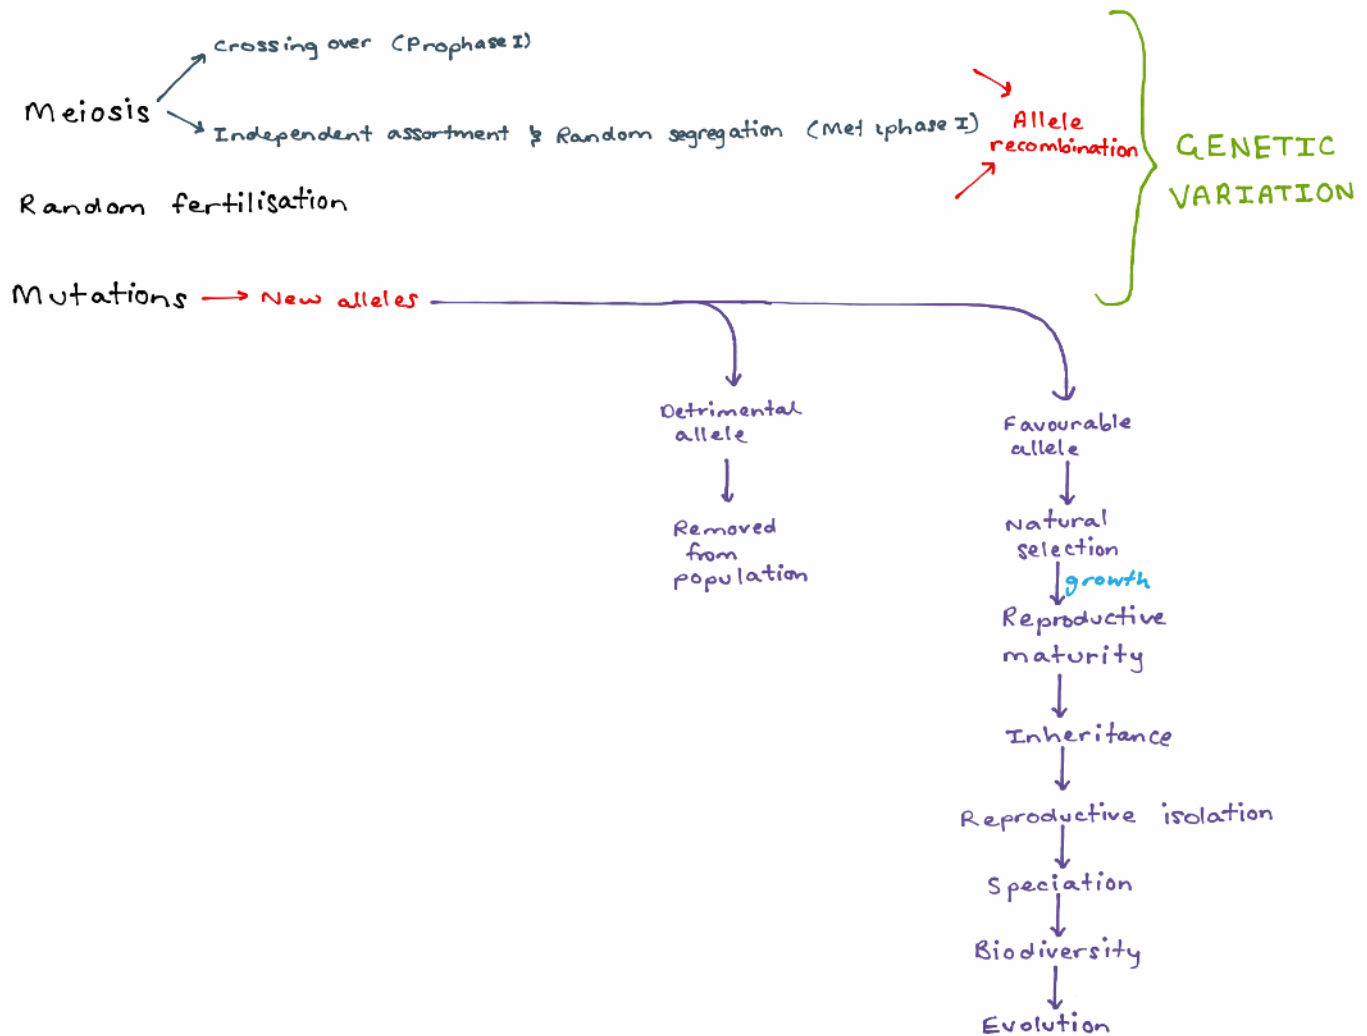 Crossing over (Prophase I)
Meiosis
Independent assortment & Random segregation (Metaphase I)
Allele
recombination
GENETIC
VARIATION
Random fertilisation
Mutations → New alleles
Detrimental
allele
Removed
from
population
Favourable
allele
Natural
selection
growth
Reproductive
maturity
Inheritance
Reproductive isolation
Speciation
Biodiversity
Evolution